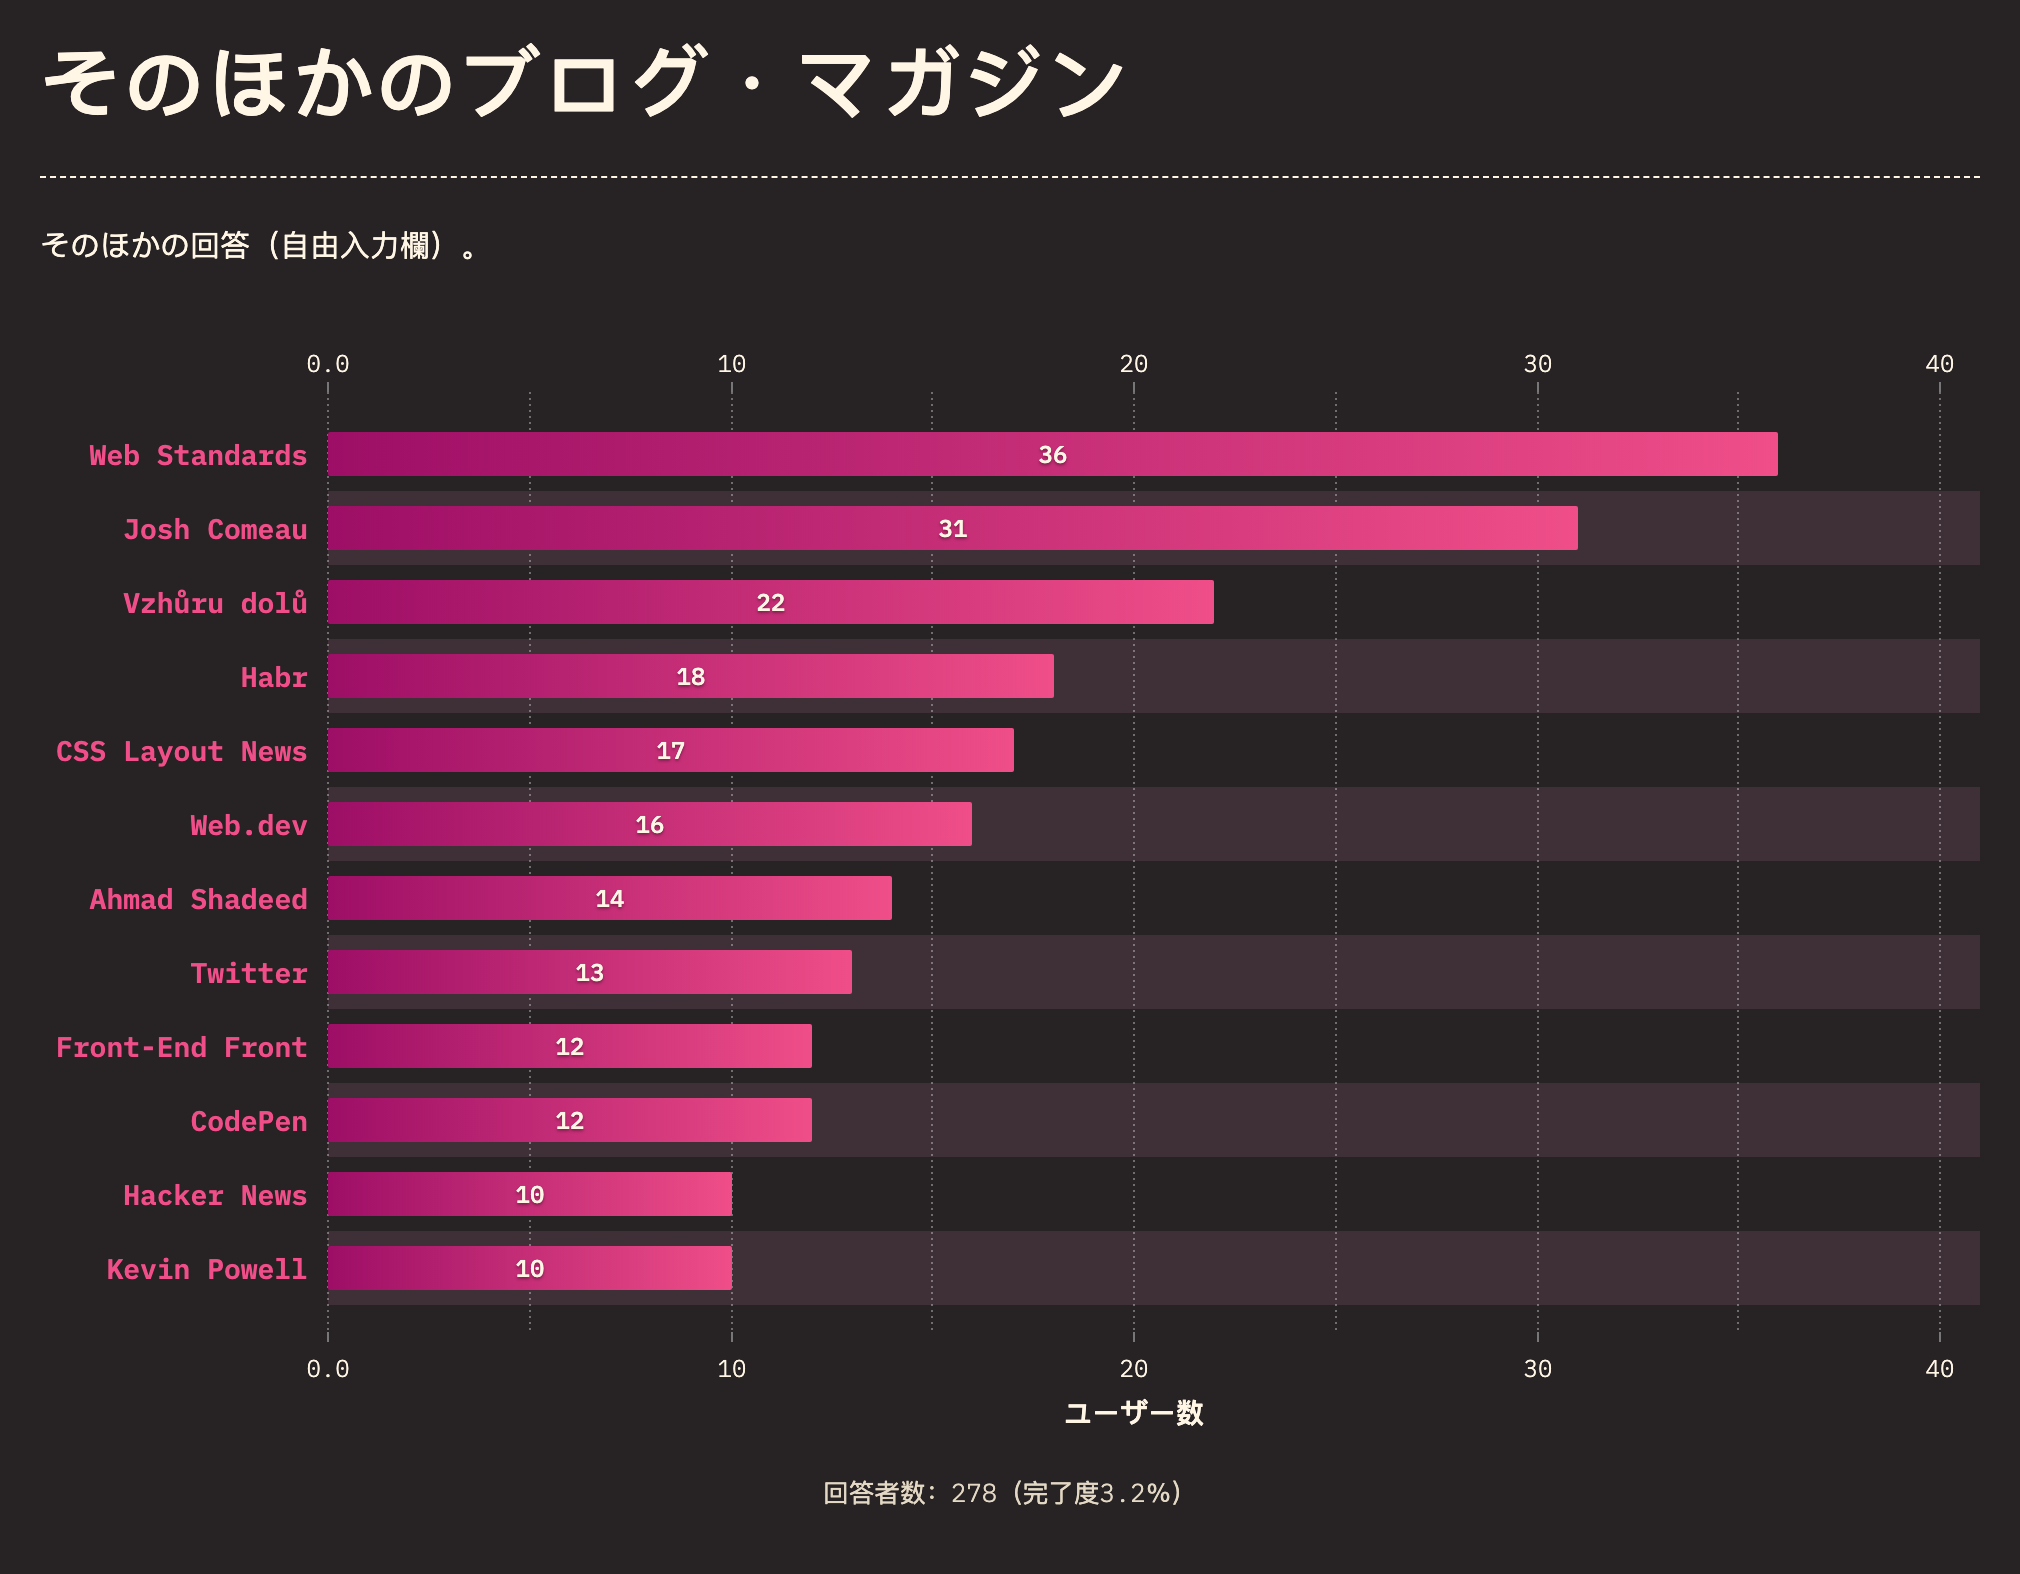 そのほかのブログ・マガジン
そのほかの回答（自由入力欄）。
0.0 10 20 30 40
Web Standards 36
Josh Comeau 31
Vzhůru dolů 22
Habr 18
CSS Layout News 17
Web.dev 16
Ahmad Shadeed 14
Twitter 13
Front-End Front 12
CodePen 12
Hacker News 10
Kevin Powell 10
0.0 10 20 30 40
ユーザー数
回答者数：278（完了度3.2%）